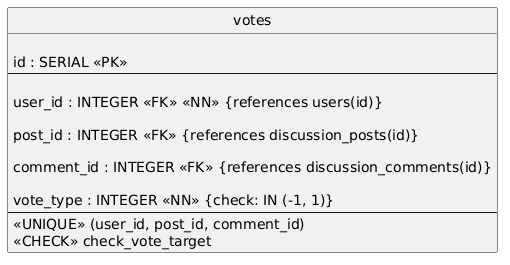 votes
id : SERIAL «PK»
user_id : INTEGER «FK» «NN» {references users(id)}
post_id : INTEGER «FK» {references discussion_posts(id)}
comment_id : INTEGER «FK» {references discussion_comments(id)}
vote_type : INTEGER «NN» {check: IN (-1, 1)}
«UNIQUE» (user_id, post_id, comment_id)
«CHECK» check_vote_target